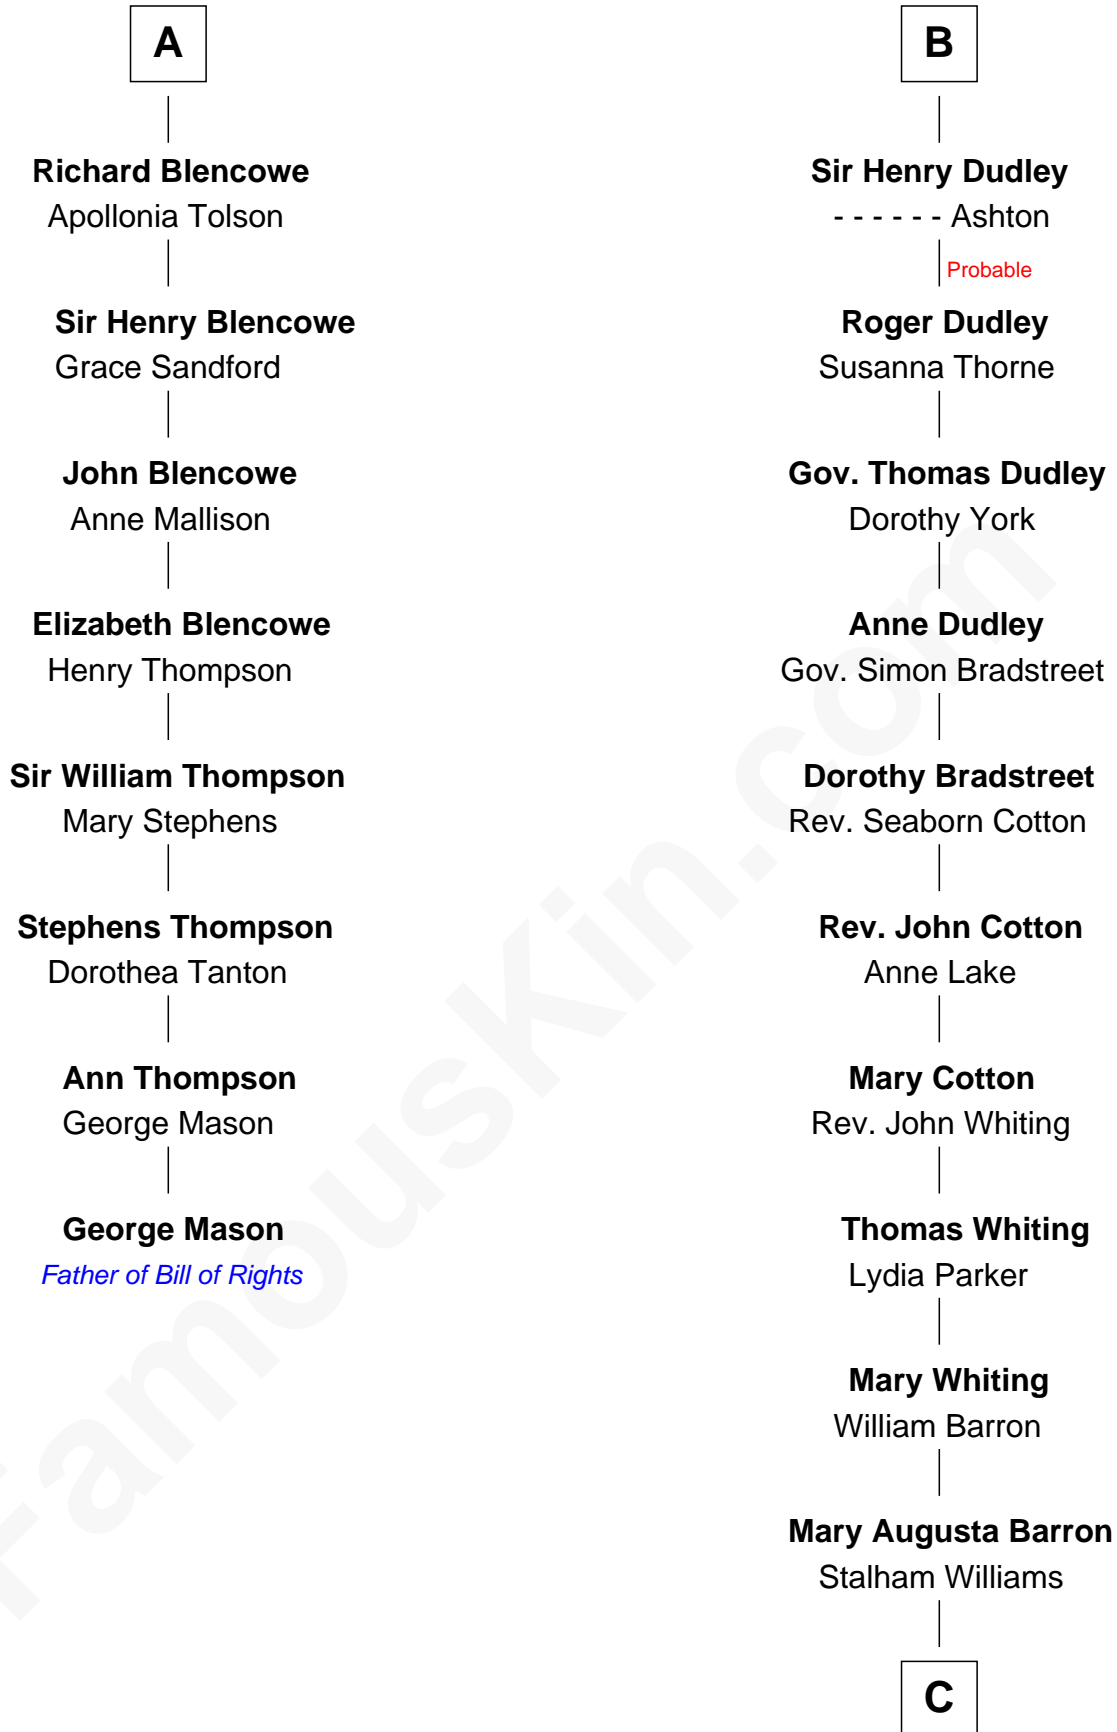 A
Richard Blencowe
Apollonia Tolson
Sir Henry Blencowe
Grace Sandford
John Blencowe
Anne Mallison
Elizabeth Blencowe
Henry Thompson
Sir William Thompson
Mary Stephens
Stephens Thompson
Dorothea Tanton
Ann Thompson
George Mason
George Mason
Father of Bill of Rights
B
Sir Henry Dudley
- - - - - - Ashton
Probable
Roger Dudley
Susanna Thorne
Gov. Thomas Dudley
Dorothy York
Anne Dudley
Gov. Simon Bradstreet
Dorothy Bradstreet
Rev. Seaborn Cotton
Rev. John Cotton
Anne Lake
Mary Cotton
Rev. John Whiting
Thomas Whiting
Lydia Parker
Mary Whiting
William Barron
Mary Augusta Barron
Stalham Williams
C
FamousKin.com